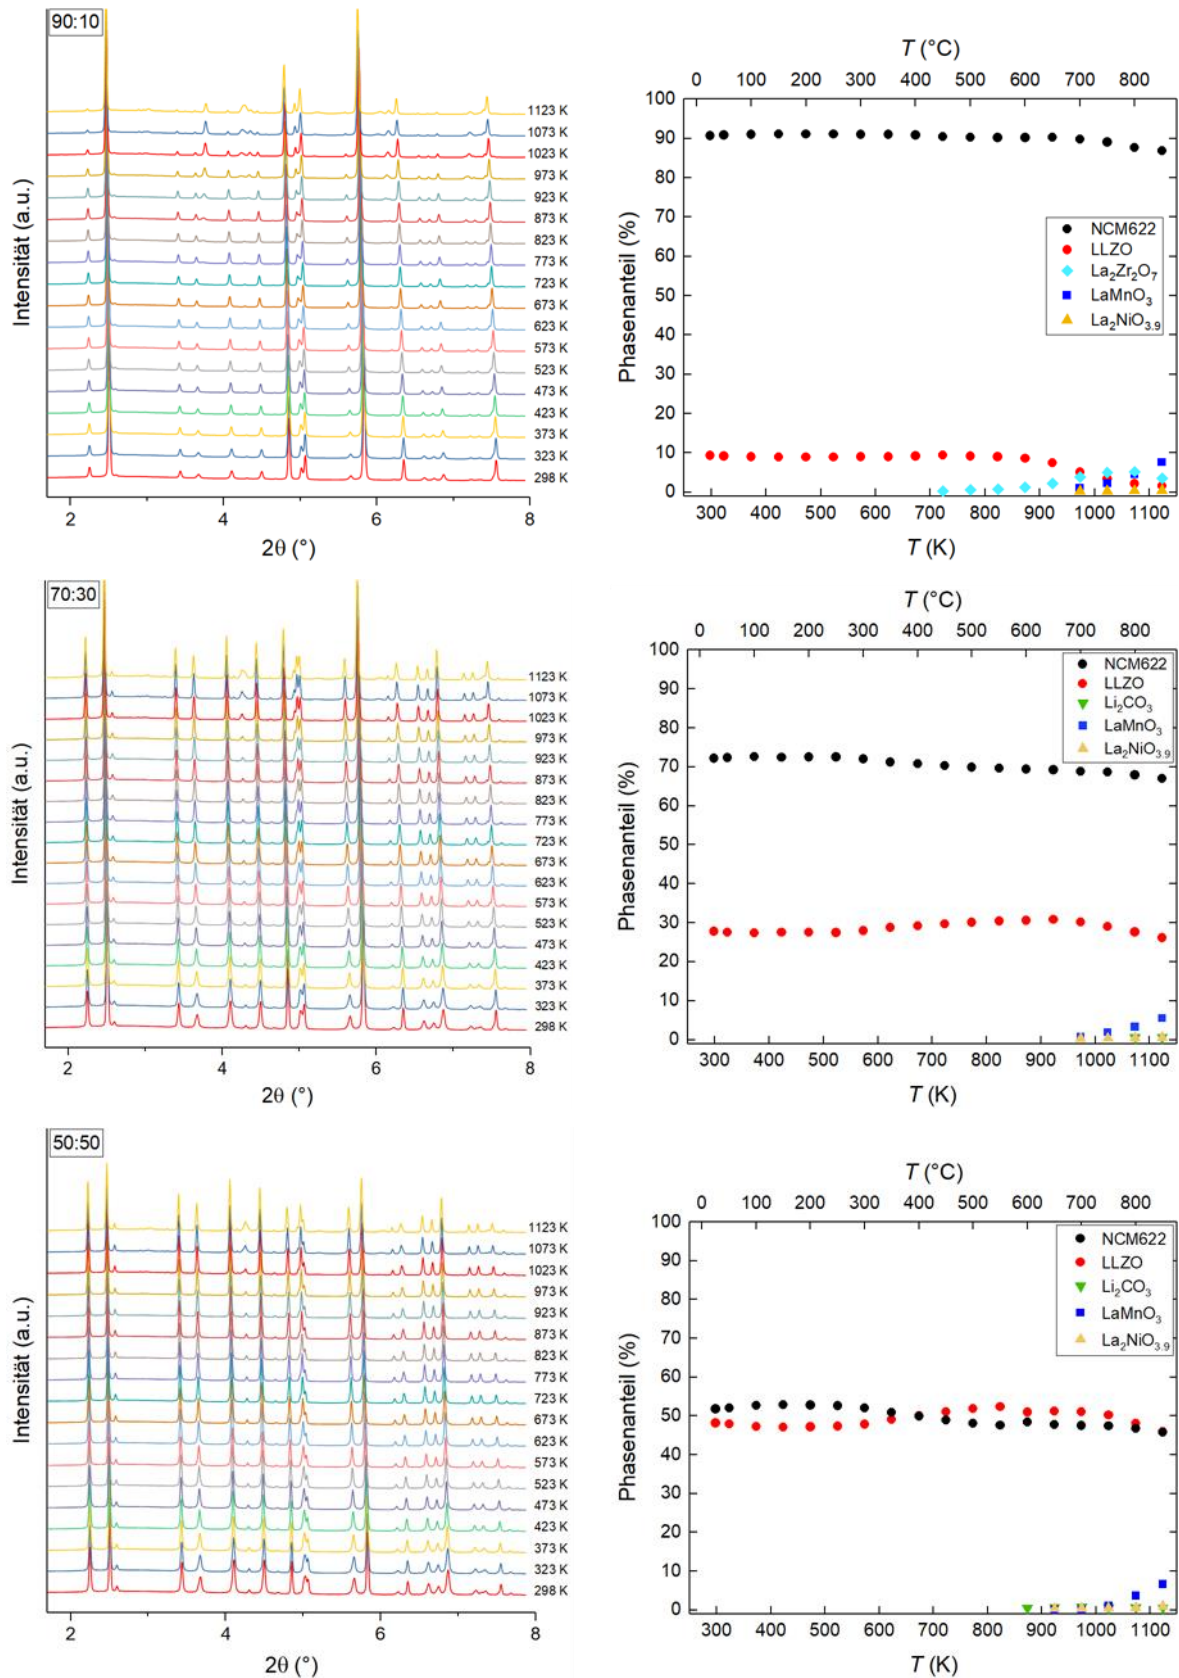 90:10
Intensität (a.u.)
1123 K
1073 K
1023 K
973 K
923 K
873 K
823 K
773 K
723 K
673 K
623 K
573 K
523 K
473 K
423 K
373 K
323 K
298 K
2 4 6 8
2θ (°)
T (°C)
0 100 200 300 400 500 600 700 800
Phasenanteil (%)
100
90
80
70
60
50
40
30
20
10
0
NCM622
LLZO
La₂Zr₂O₇
LaMnO₃
La₂NiO₃.₉
300 400 500 600 700 800 900 1000 1100
T (K)
70:30
Intensität (a.u.)
1123 K
1073 K
1023 K
973 K
923 K
873 K
823 K
773 K
723 K
673 K
623 K
573 K
523 K
473 K
423 K
373 K
323 K
298 K
2 4 6 8
2θ (°)
T (°C)
0 100 200 300 400 500 600 700 800
Phasenanteil (%)
100
90
80
70
60
50
40
30
20
10
0
NCM622
LLZO
Li₂CO₃
LaMnO₃
La₂NiO₃.₉
300 400 500 600 700 800 900 1000 1100
T (K)
50:50
Intensität (a.u.)
1123 K
1073 K
1023 K
973 K
923 K
873 K
823 K
773 K
723 K
673 K
623 K
573 K
523 K
473 K
423 K
373 K
323 K
298 K
2 4 6 8
2θ (°)
T (°C)
0 100 200 300 400 500 600 700 800
Phasenanteil (%)
100
90
80
70
60
50
40
30
20
10
0
NCM622
LLZO
Li₂CO₃
LaMnO₃
La₂NiO₃.₉
300 400 500 600 700 800 900 1000 1100
T (K)